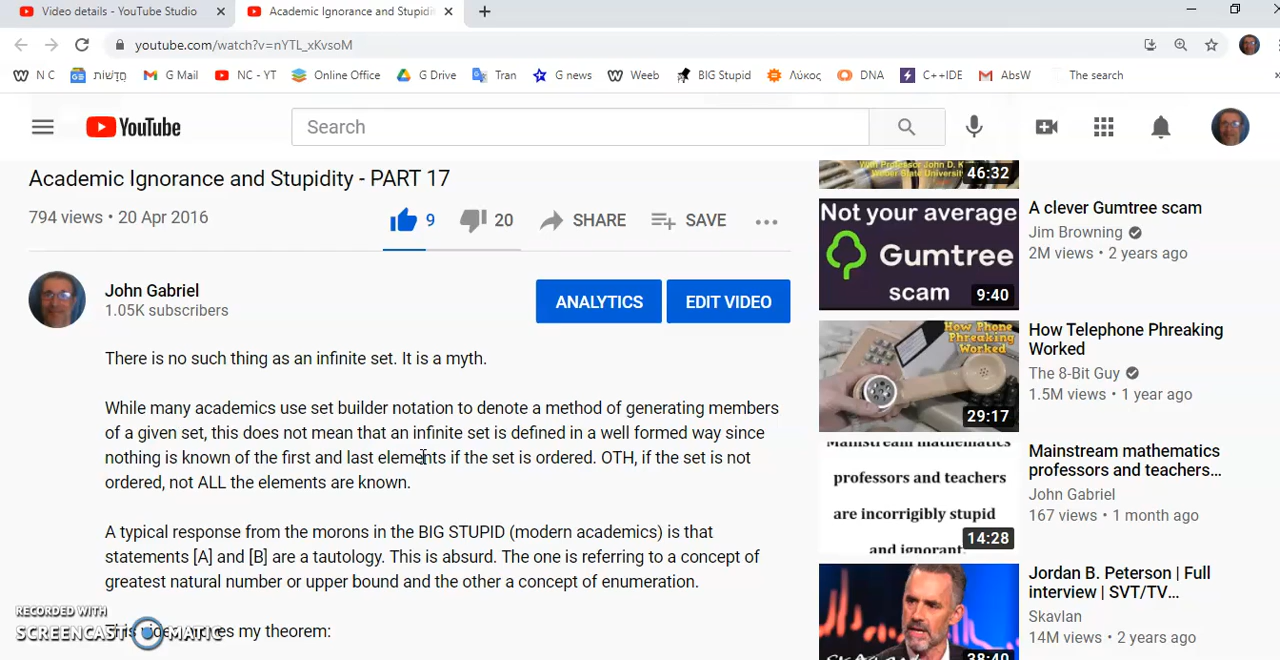 Video details - YouTube Studio
Academic Ignorance and Stupidi
youtube.com/watch?v=nYTL_xKvsoM
N C
חֲדָשׁוֹת
G Mail
NC - YT
Online Office
G Drive
Tran
G news
Weeb
BIG Stupid
Λύκος
DNA
C++IDE
AbsW
The search
YouTube
Search
Academic Ignorance and Stupidity - PART 17
794 views • 20 Apr 2016
9
20
SHARE
SAVE
John Gabriel
1.05K subscribers
ANALYTICS
EDIT VIDEO
There is no such thing as an infinite set. It is a myth.
While many academics use set builder notation to denote a method of generating members
of a given set, this does not mean that an infinite set is defined in a well formed way since
nothing is known of the first and last elements if the set is ordered. OTH, if the set is not
ordered, not ALL the elements are known.
A typical response from the morons in the BIG STUPID (modern academics) is that
statements [A] and [B] are a tautology. This is absurd. The one is referring to a concept of
greatest natural number or upper bound and the other a concept of enumeration.
my theorem:
RECORDED WITH
SCREENCAST MATIC
With Professor John D. K
Weber State University
46:32
Not your average
Gumtree
scam
9:40
A clever Gumtree scam
Jim Browning
2M views • 2 years ago
How Phone
Phreaking
Worked
29:17
How Telephone Phreaking
Worked
The 8-Bit Guy
1.5M views • 1 year ago
Mainstream mathematics
professors and teachers
are incorrigibly stupid
and ignorant
14:28
Mainstream mathematics
professors and teachers...
John Gabriel
167 views • 1 month ago
38:40
Jordan B. Peterson | Full
interview | SVT/TV...
Skavlan
14M views • 2 years ago